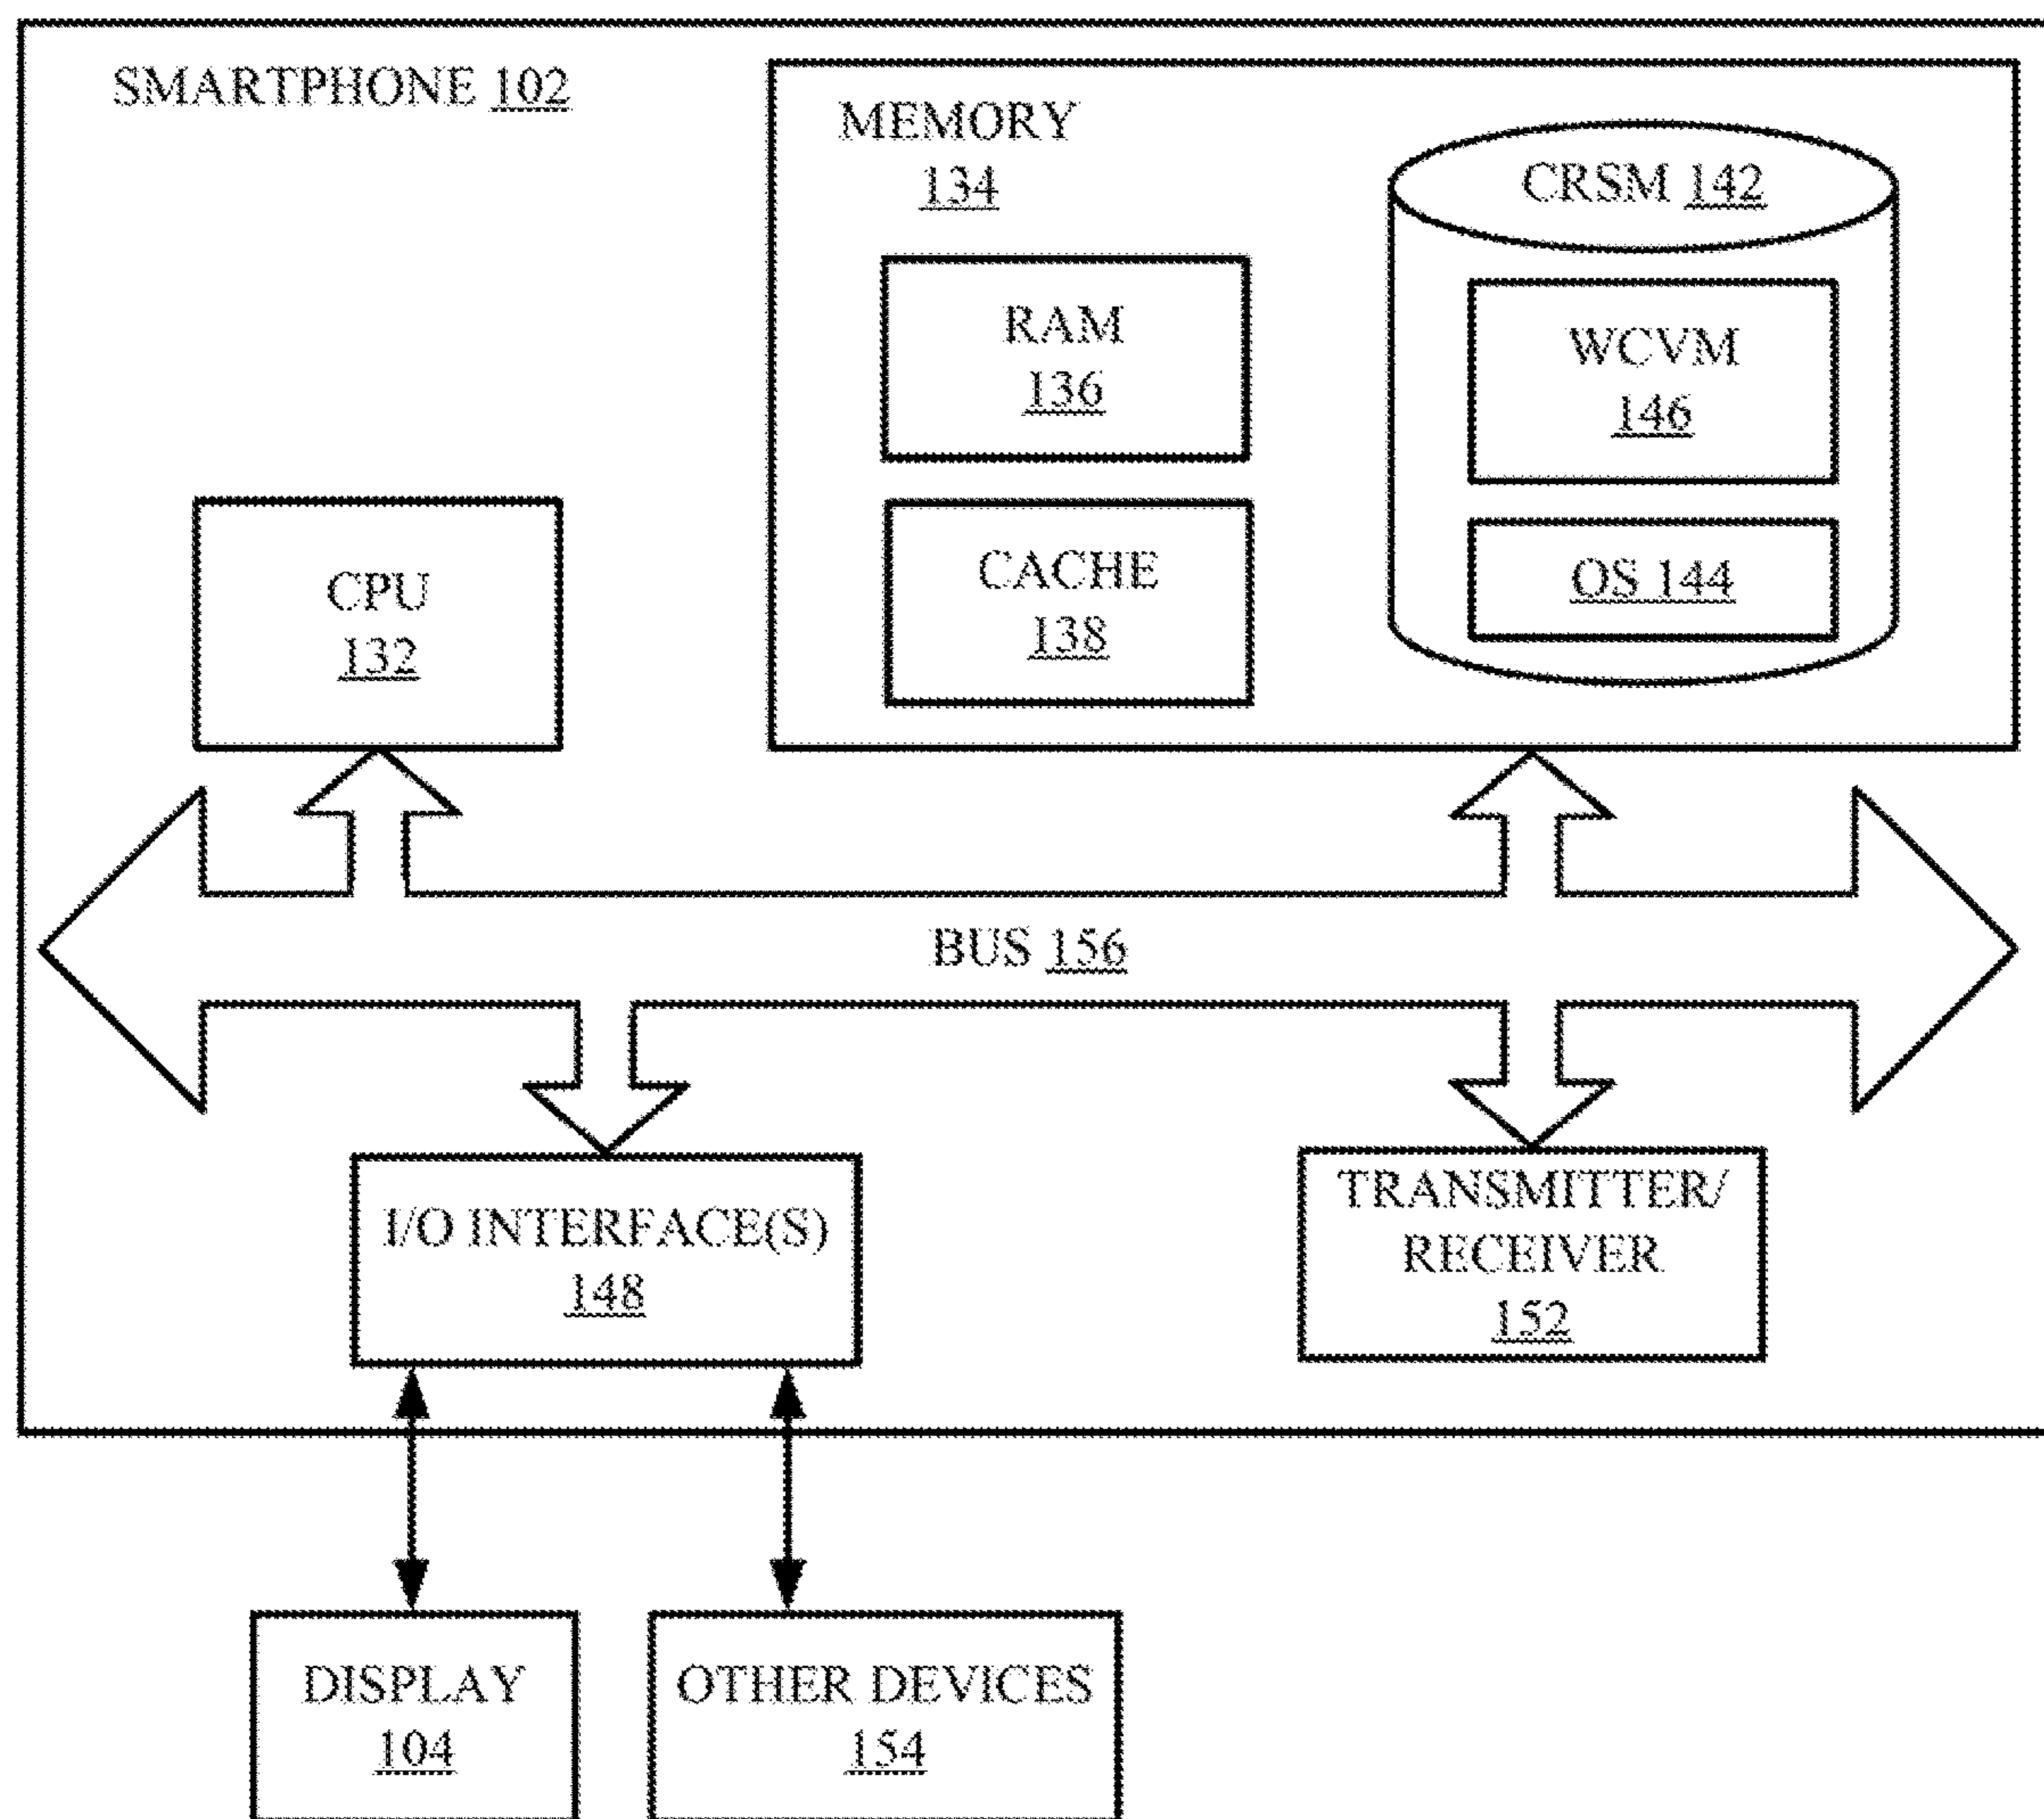 SMARTPHONE 102
MEMORY
134
CRSM 142
RAM
136
WCVM
146
CACHE
138
OS 144
CPU
132
BUS 156
I/O INTERFACE(S)
148
TRANSMITTER/
RECEIVER
152
DISPLAY
104
OTHER DEVICES
154